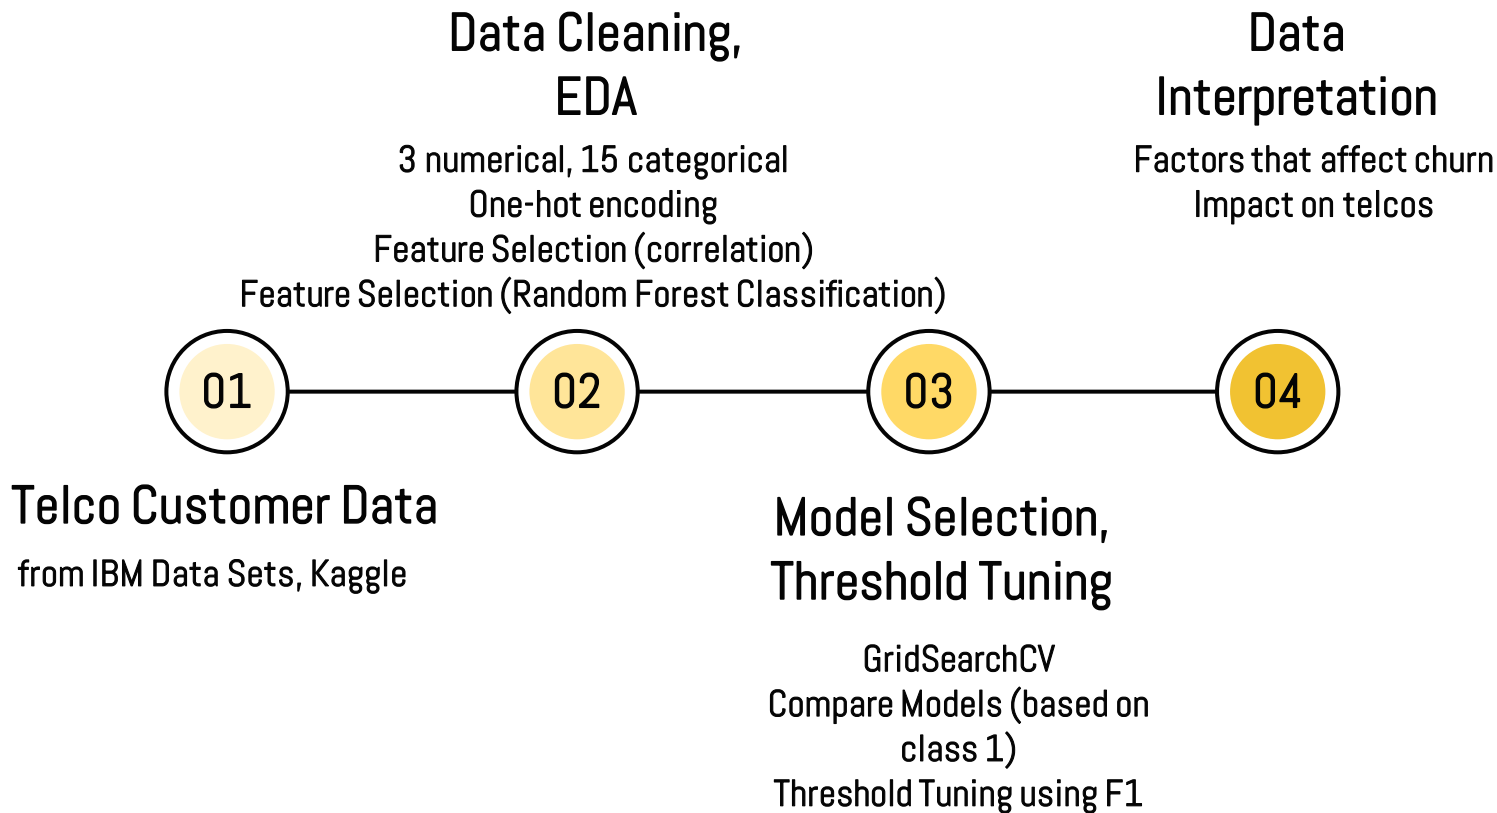 Data Cleaning,
EDA
3 numerical, 15 categorical
One-hot encoding
Feature Selection (correlation)
Feature Selection (Random Forest Classification)
Data
Interpretation
Factors that affect churn
Impact on telcos
01
02
03
04
Telco Customer Data
from IBM Data Sets, Kaggle
Model Selection,
Threshold Tuning
GridSearchCV
Compare Models (based on
class 1)
Threshold Tuning using F1